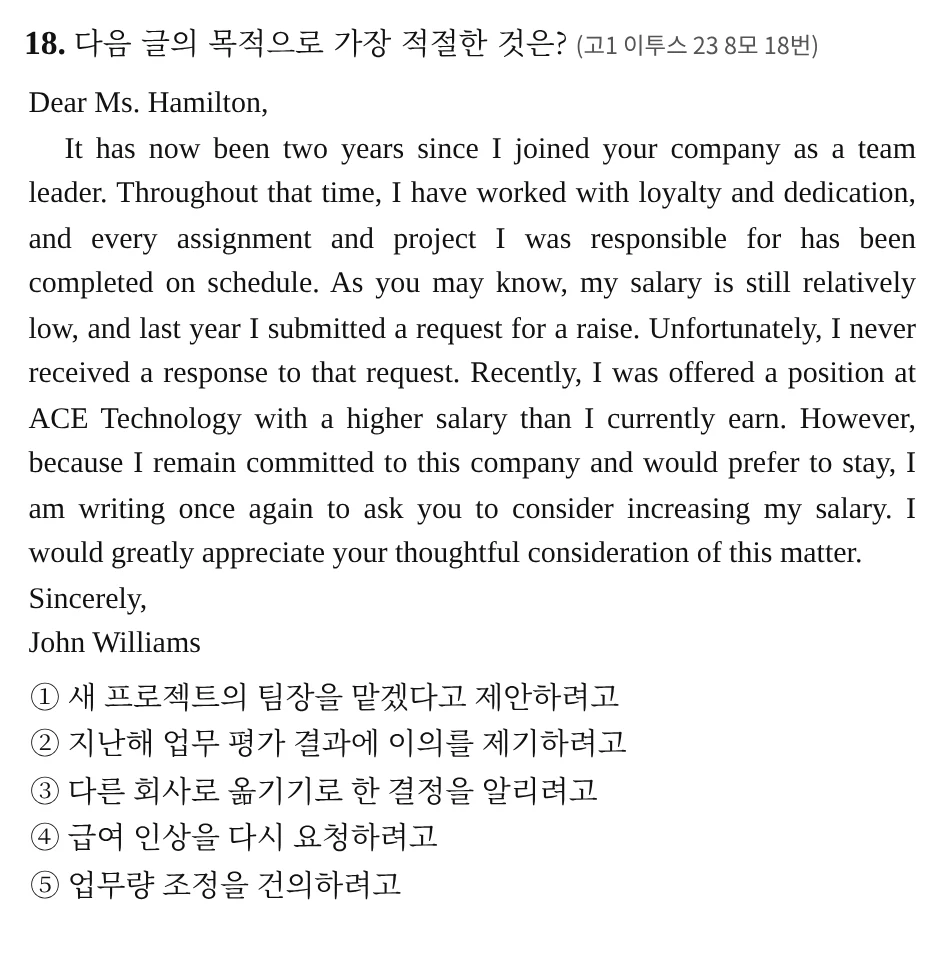 18. 다음 글의 목적으로 가장 적절한 것은? (고1 이투스 23 8모 18번)
Dear Ms. Hamilton,
It has now been two years since I joined your company as a team
leader. Throughout that time, I have worked with loyalty and dedication,
and every assignment and project I was responsible for has been
completed on schedule. As you may know, my salary is still relatively
low, and last year I submitted a request for a raise. Unfortunately, I never
received a response to that request. Recently, I was offered a position at
ACE Technology with a higher salary than I currently earn. However,
because I remain committed to this company and would prefer to stay, I
am writing once again to ask you to consider increasing my salary. I
would greatly appreciate your thoughtful consideration of this matter.
Sincerely,
John Williams
① 새 프로젝트의 팀장을 맡겠다고 제안하려고
② 지난해 업무 평가 결과에 이의를 제기하려고
③ 다른 회사로 옮기기로 한 결정을 알리려고
④ 급여 인상을 다시 요청하려고
⑤ 업무량 조정을 건의하려고